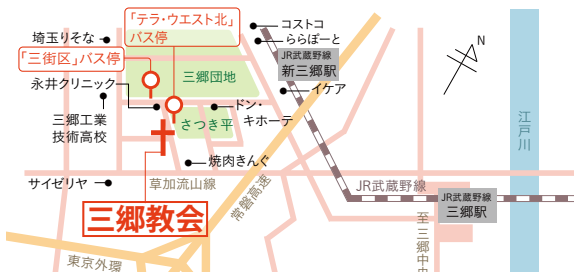 「テラ・ウエスト北」
バス停
コストコ
ららぽーと
埼玉りそな
「三街区」バス停
JR武蔵野線
新三郷駅
N
三郷団地
イケア
永井クリニック
ドン・
キホーテ
三郷工業
技術高校
さつき平
江戸川
焼肉きんぐ
サイゼリヤ
草加流山線
JR武蔵野線
JR武蔵野線
三郷駅
常磐高速
三郷教会
至三郷中央
東京外環